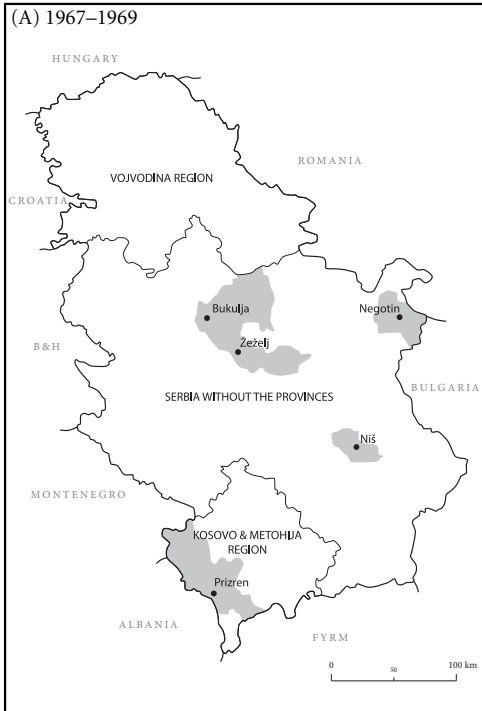 (A) 1967–1969
HUNGARY
ROMANIA
VOJVODINA REGION
CROATIA
Bukulja
Negotin
B&H
Žeželj
BULGARIA
SERBIA WITHOUT THE PROVINCES
Niš
MONTENEGRO
KOSOVO & METOHIJA
REGION
Prizren
ALBANIA
FYRM
0
50
100 km